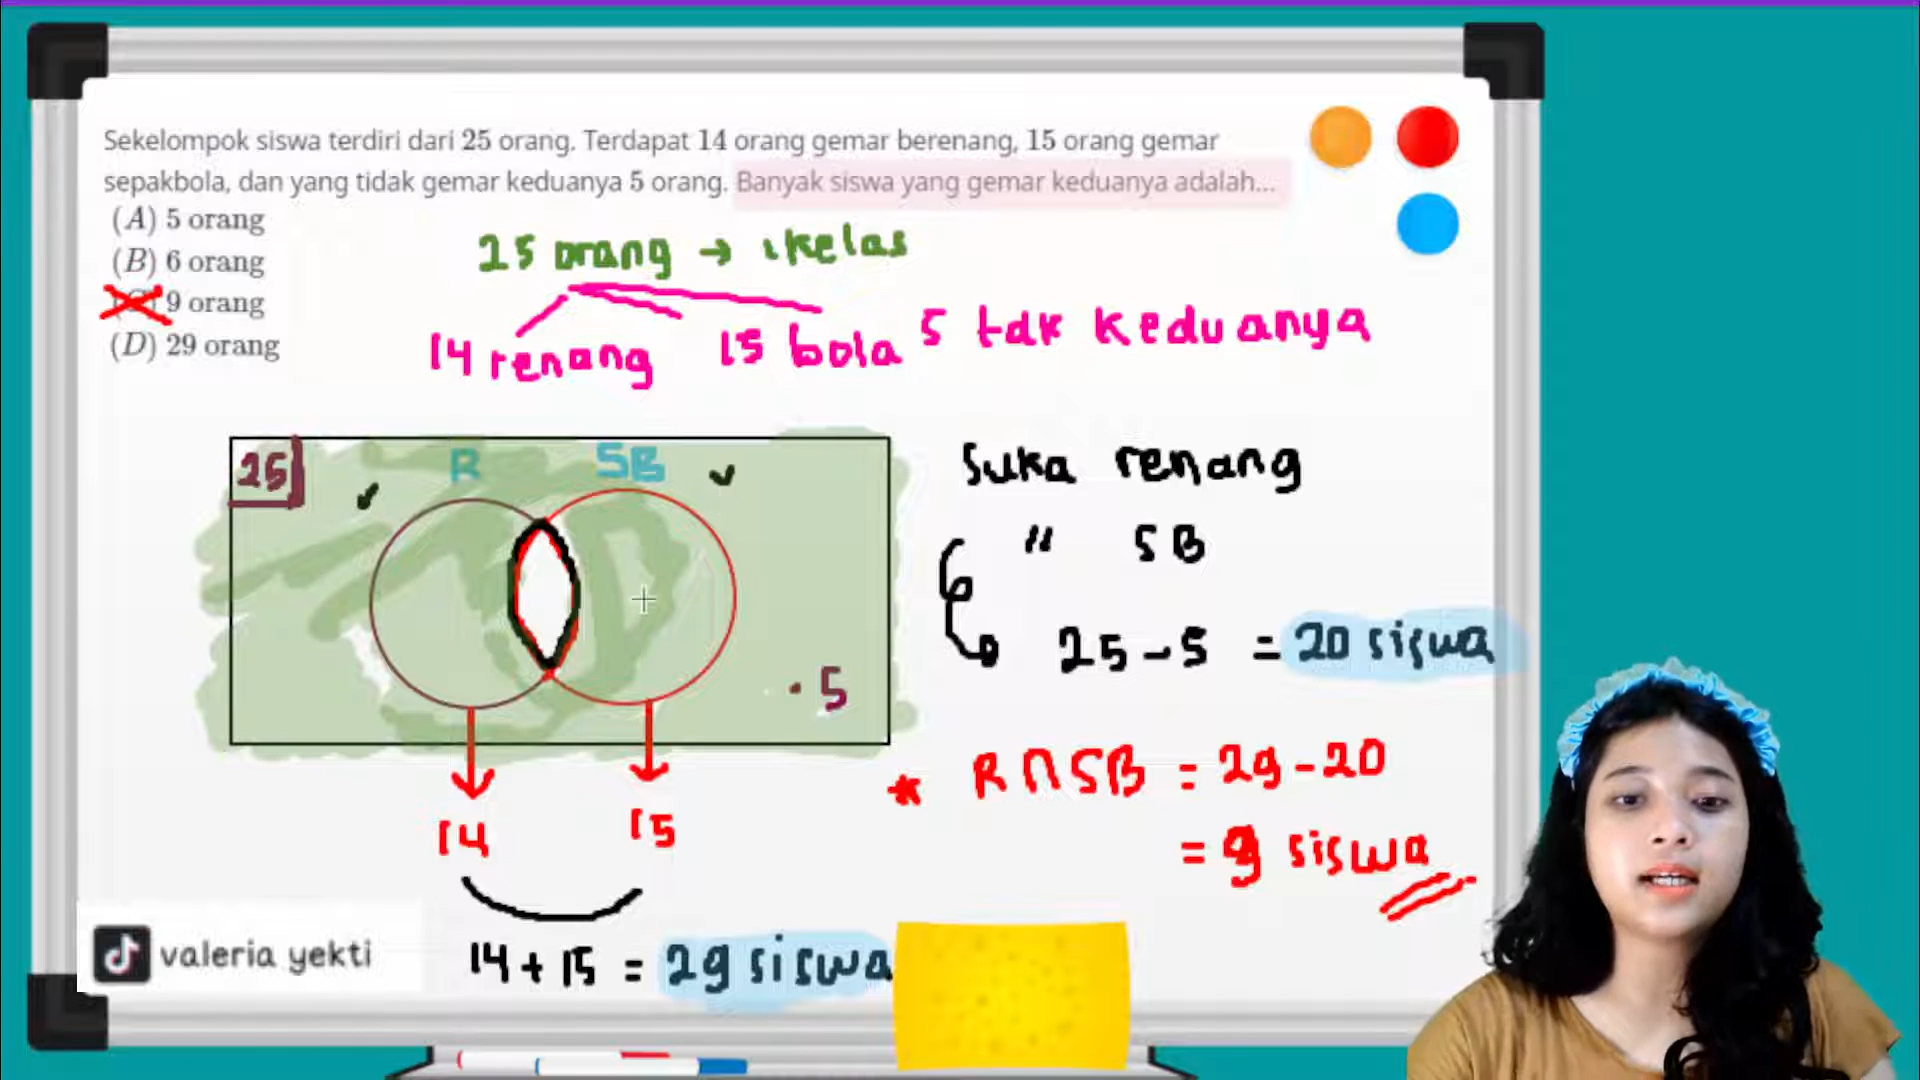 Sekelompok siswa terdiri dari 25 orang. Terdapat 14 orang gemar berenang, 15 orang gemar
sepakbola, dan yang tidak gemar keduanya 5 orang. Banyak siswa yang gemar keduanya adalah...
(A) 5 orang
(B) 6 orang
9 orang
(D) 29 orang
25 orang → 1 kelas
14 renang 15 bola 5 tak keduanya
25 R SB
5
14 15
14 + 15 = 29 siswa
suka renang
" SB
25 - 5 = 20 siswa
* R ∩ SB = 29 - 20
= 9 siswa
valeria yekti